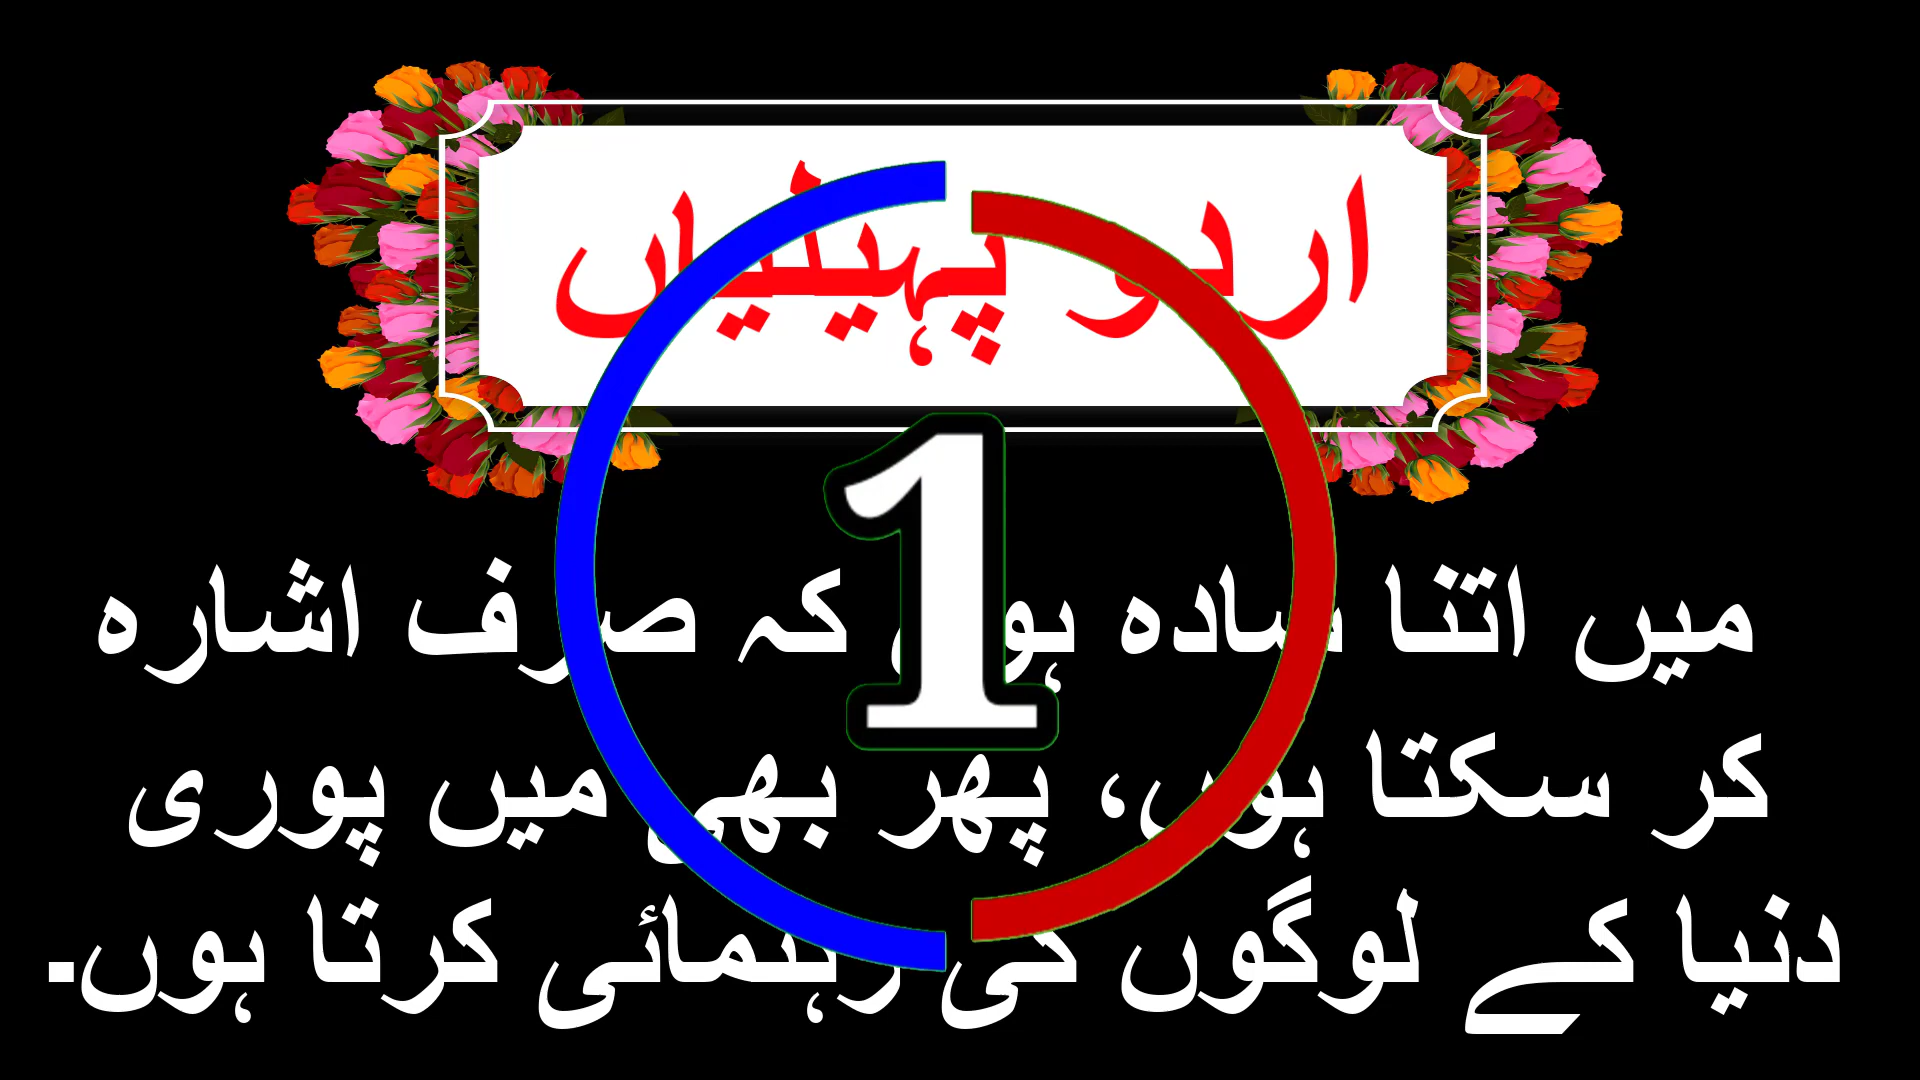 اردو پہیلیاں
1
میں اتنا سادہ ہوں کہ صرف اشارہ
کر سکتا ہوں، پھر بھی میں پوری
دنیا کے لوگوں کی رہنمائی کرتا ہوں.